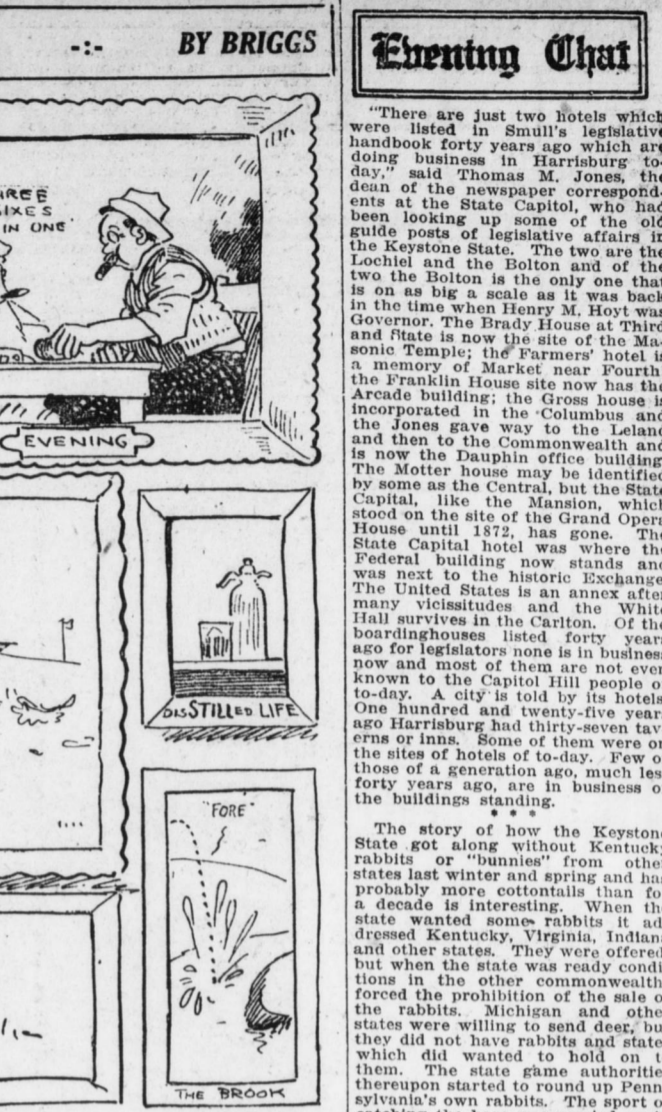 -:- BY BRIGGS
HREE
SIXES
IN ONE
EVENING
DISSTILLED LIFE
"FORE"
THE BROOK
Evening Chat
"There are just two hotels which
were listed in Smull's legislative
handbook forty years ago which are
doing business in Harrisburg to-
day," said Thomas M. Jones, the
dean of the newspaper correspond-
ents at the State Capitol, who had
been looking up some of the old
guide posts of legislative affairs in
the Keystone State. The two are the
Lochiel and the Bolton and of the
two the Bolton is the only one that
is on as big a scale as it was back
in the time when Henry M. Hoyt was
Governor. The Brady House at Third
and State is now the site of the Ma-
sonic Temple; the Farmers' hotel is
a memory of Market near Fourth;
the Franklin House site now has the
Arcade building; the Gross house is
incorporated in the Columbus and
the Jones gave way to the Leland
and then to the Commonwealth and
is now the Dauphin office building.
The Motter house may be identified
by some as the Central, but the State
Capital, like the Mansion, which
stood on the site of the Grand Opera
House until 1872, has gone. The
State Capital hotel was where the
Federal building now stands and
was next to the historic Exchange.
The United States is an annex after
many vicissitudes and the White
Hall survives in the Carlton. Of the
boardinghouses listed forty years
ago for legislators none is in business
now and most of them are not even
known to the Capitol Hill people of
to-day. A city is told by its hotels.
One hundred and twenty-five years
ago Harrisburg had thirty-seven tav-
erns or inns. Some of them were on
the sites of hotels of to-day. Few of
those of a generation ago, much less
forty years ago, are in business or
the buildings standing.
* * *
The story of how the Keystone
State got along without Kentucky
rabbits or "bunnies" from other
states last winter and spring and has
probably more cottontails than for
a decade is interesting. When the
state wanted some rabbits it ad-
dressed Kentucky, Virginia, Indiana
and other states. They were offered
but when the state was ready condi-
tions in the other commonwealths
forced the prohibition of the sale of
the rabbits. Michigan and other
states were willing to send deer, but
they did not have rabbits and states
which did wanted to hold on to
them. The state game authorities
thereupon started to round up Penn-
sylvania's own rabbits. The sport of